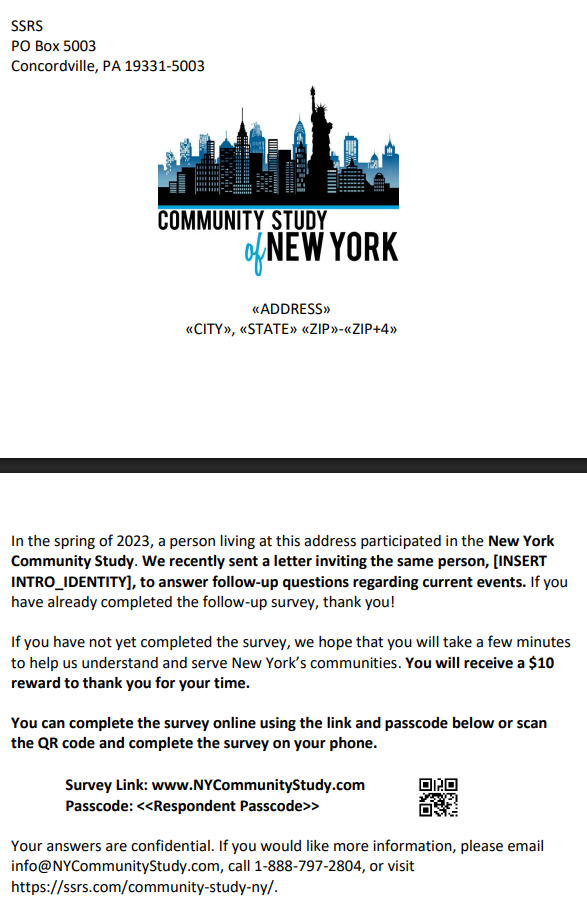 SSRS
PO Box 5003
Concordville, PA 19331-5003
COMMUNITY STUDY
of NEW YORK
«ADDRESS»
«CITY», «STATE» «ZIP»-«ZIP+4»
In the spring of 2023, a person living at this address participated in the New York
Community Study. We recently sent a letter inviting the same person, [INSERT
INTRO_IDENTITY], to answer follow-up questions regarding current events. If you
have already completed the follow-up survey, thank you!
If you have not yet completed the survey, we hope that you will take a few minutes
to help us understand and serve New York’s communities. You will receive a $10
reward to thank you for your time.
You can complete the survey online using the link and passcode below or scan
the QR code and complete the survey on your phone.
Survey Link: www.NYCommunityStudy.com
Passcode: <<Respondent Passcode>>
Your answers are confidential. If you would like more information, please email
info@NYCommunityStudy.com, call 1-888-797-2804, or visit
https://ssrs.com/community-study-ny/.